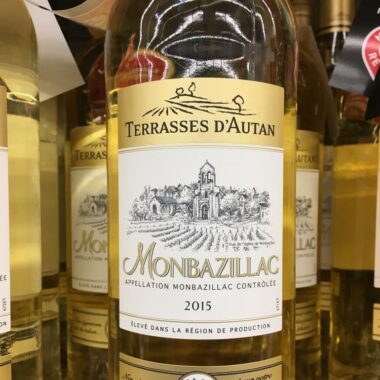 TERRASSES D'AUTAN
MONBAZILLAC
APPELLATION MONBAZILLAC CONTRÔLÉE
2015
ÉLEVÉ DANS LA RÉGION DE PRODUCTION